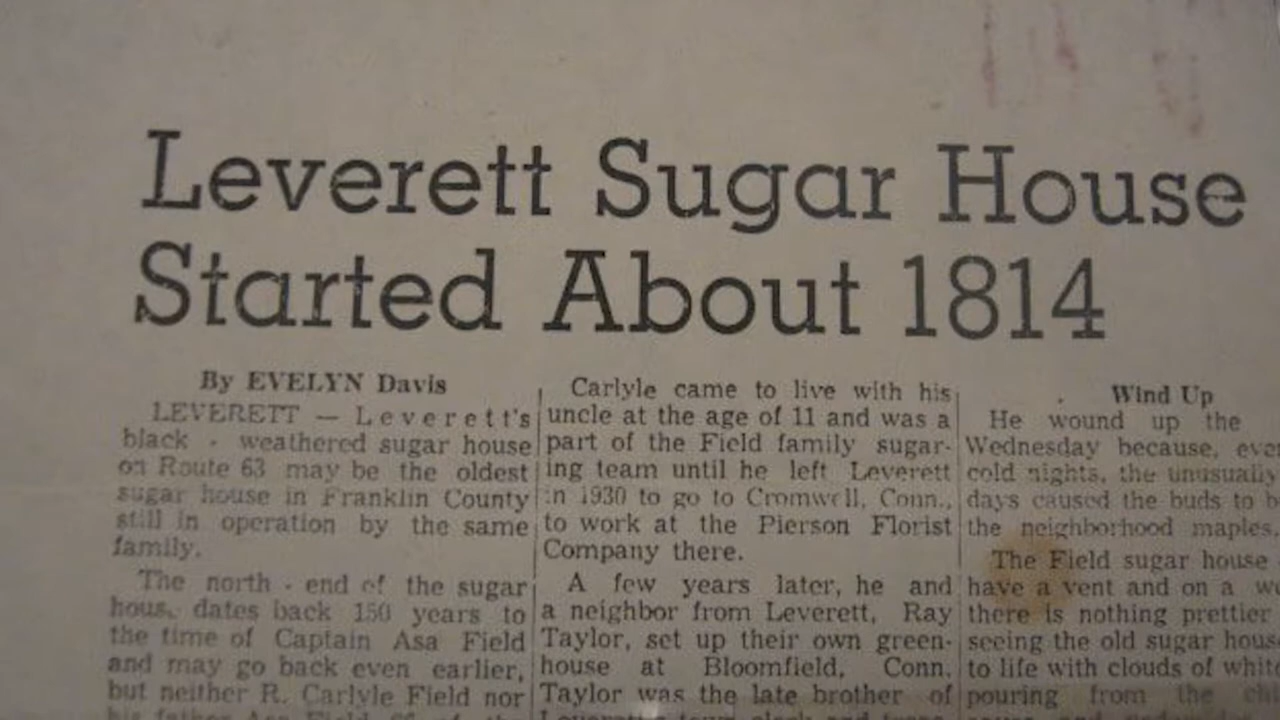 Leverett Sugar House
Started About 1814
By EVELYN Davis
LEVERETT — Leverett's
black - weathered sugar house
on Route 63 may be the oldest
sugar house in Franklin County
still in operation by the same
family.
The north - end of the sugar
dates back 150 years to
the time of Captain Asa Field
and may go back even earlier,
but neither R. Carlyle Field nor
Carlyle came to live with his
uncle at the age of 11 and was a
part of the Field family sugar-
ing team until he left Leverett
in 1930 to go to Cromwell, Conn.,
to work at the Pierson Florist
Company there.
A few years later, he and
a neighbor from Leverett, Ray
Taylor, set up their own green-
house at Bloomfield, Conn.
Taylor was the late brother of
Wind Up
He wound up the
Wednesday because,
cold nights, the unusually
days caused the buds to
the neighborhood maples.
The Field sugar house
have a vent and on a
there is nothing prettier
seeing the old sugar
to life with clouds of
pouring from the